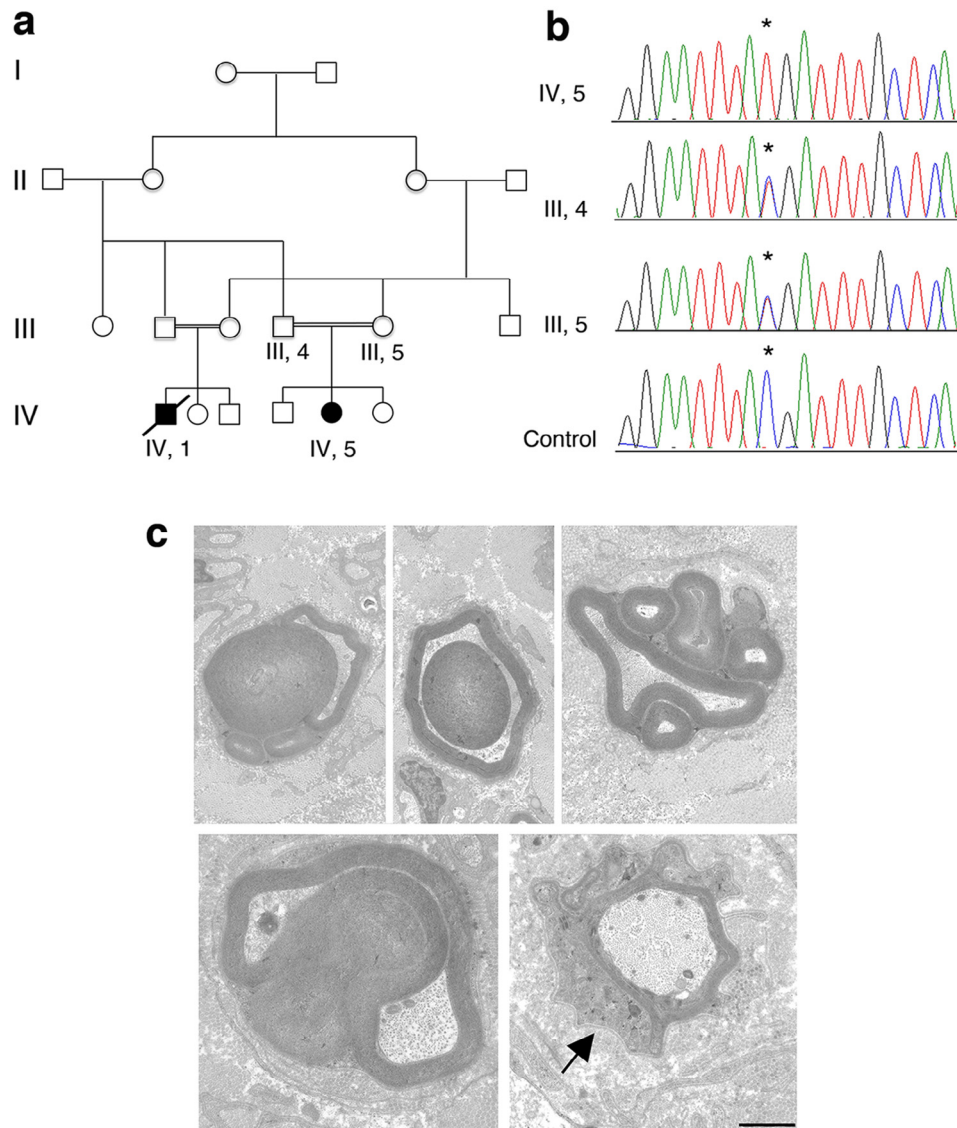 a
I
II
III
III, 4
III, 5
IV
IV, 1
IV, 5
b
*
IV, 5
*
III, 4
*
III, 5
*
Control
c